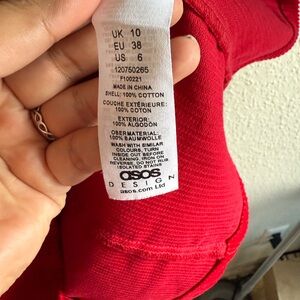 UK 10
EU 38
US 6
120750265
F100221
MADE IN CHINA
SHELL: 100% COTTON
COUCHE EXTÉRIEURE:
100% COTON
EXTERIOR:
100% ALGODÓN
OBERMATERIAL:
100% BAUMWOLLE
WASH WITH SIMILAR
COLOURS, TURN
INSIDE OUT BEFORE
CLEANING, IRON ON
REVERSE, DO NOT RUB
ISOLATED STAINS
asos
DESIGN
asos.com Ltd